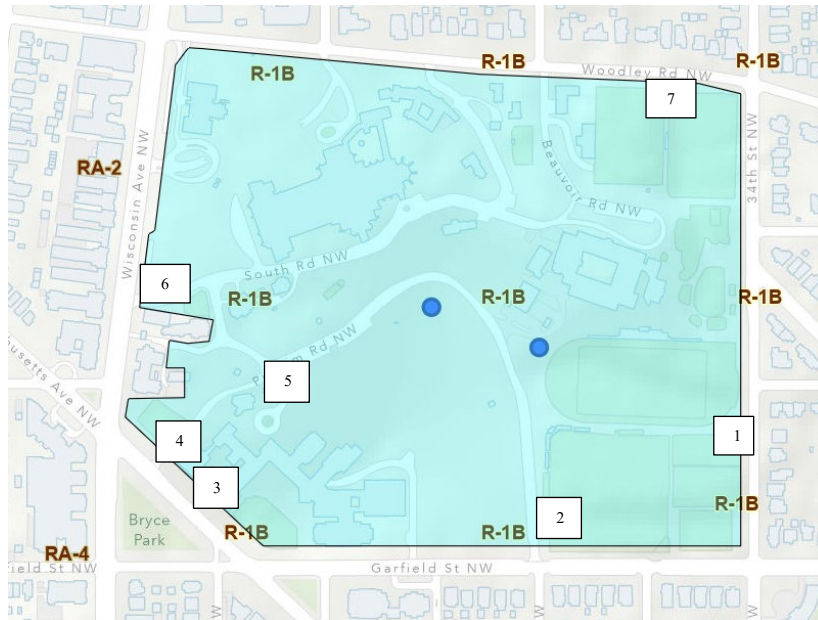 R-1B
R-1B
R-1B
Woodley Rd NW
7
RA-2
Wisconsin Ave NW
Beauvoir Rd NW
34th St NW
6
South Rd NW
R-1B
R-1B
R-1B
5
usetts Ave NW
4
1
3
2
R-1B
Bryce
Park
R-1B
R-1B
RA-4
field St NW
Garfield St NW
W
W
W